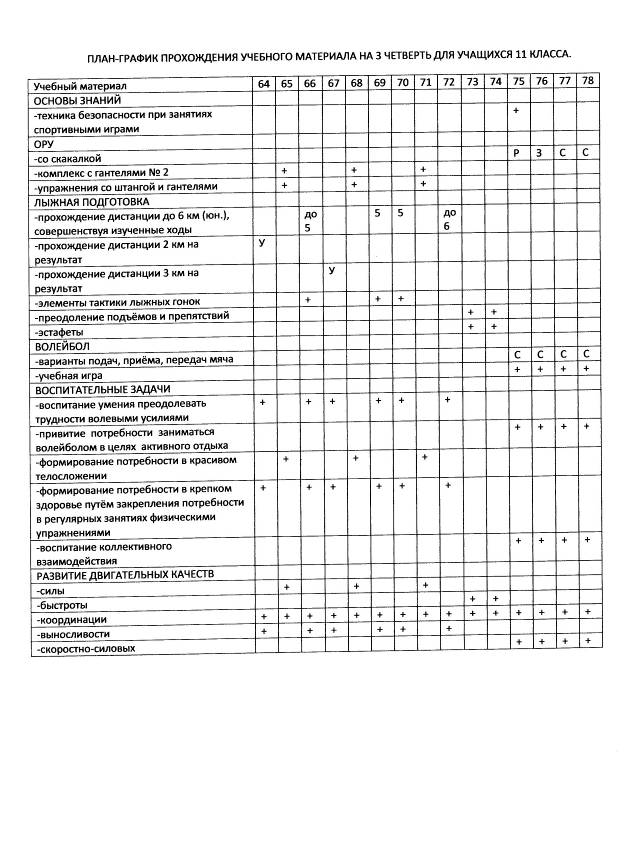 ПЛАН-ГРАФИК ПРОХОЖДЕНИЯ УЧЕБНОГО МАТЕРИАЛА НА 3 ЧЕТВЕРТЬ ДЛЯ УЧАЩИХСЯ 11 КЛАССА.
Учебный материал 64 65 66 67 68 69 70 71 72 73 74 75 76 77 78
ОСНОВЫ ЗНАНИЙ
-техника безопасности при занятиях +
спортивными играми
ОРУ
-со скакалкой Р З С С
-комплекс с гантелями № 2 + + +
-упражнения со штангой и гантелями + + +
ЛЫЖНАЯ ПОДГОТОВКА
-прохождение дистанции до 6 км (юн.), до 5 5 до
совершенствуя изученные ходы 5 6
-прохождение дистанции 2 км на У
результат
-прохождение дистанции 3 км на У
результат
-элементы тактики лыжных гонок + + +
-преодоление подъёмов и препятствий + +
-эстафеты + +
ВОЛЕЙБОЛ
-варианты подач, приёма, передач мяча С С С С
-учебная игра + + + +
ВОСПИТАТЕЛЬНЫЕ ЗАДАЧИ
-воспитание умения преодолевать + + + + + +
трудности волевыми усилиями
-привитие потребности заниматься + + + +
волейболом в целях активного отдыха
-формирование потребности в красивом + + +
телосложении
-формирование потребности в крепком + + + + + +
здоровье путём закрепления потребности
в регулярных занятиях физическими
упражнениями
-воспитание коллективного + + + +
взаимодействия
РАЗВИТИЕ ДВИГАТЕЛЬНЫХ КАЧЕСТВ
-силы + + +
-быстроты + +
-координации + + + + + + + + + + + + + + +
-выносливости + + + + + +
-скоростно-силовых + + + +